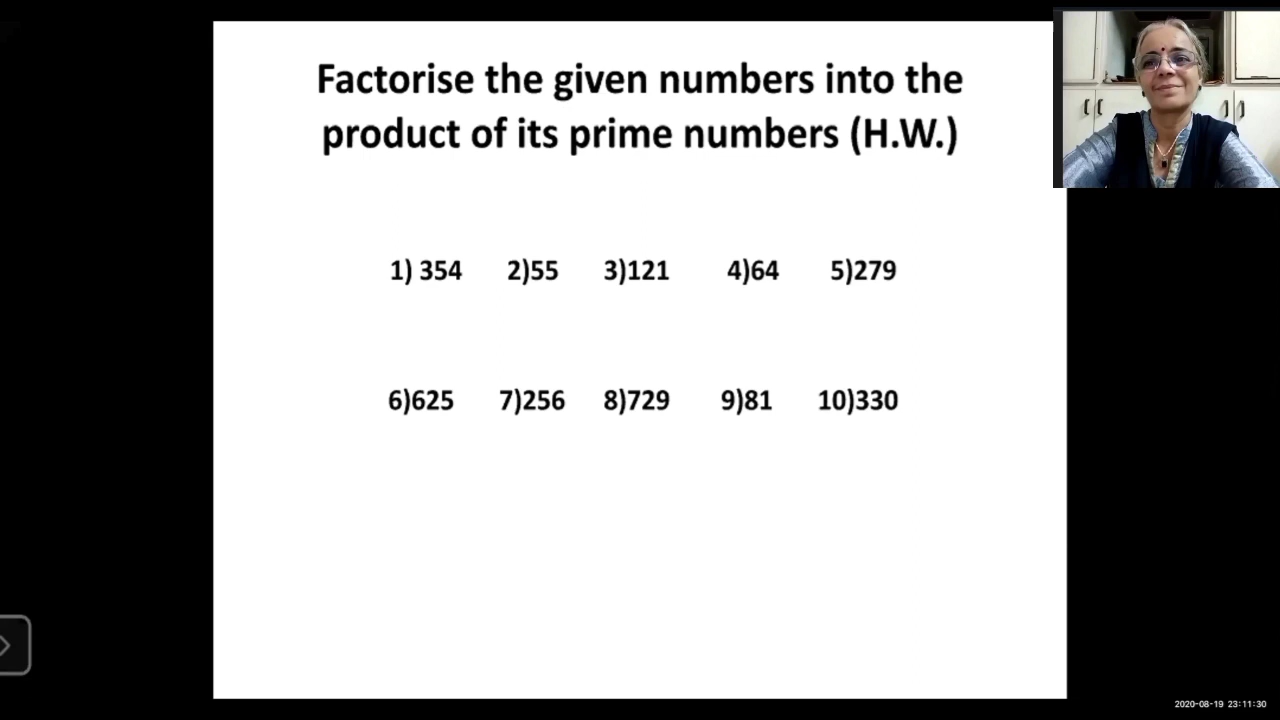 Factorise the given numbers into the
product of its prime numbers (H.W.)
1) 354 2)55 3)121 4)64 5)279
6)625 7)256 8)729 9)81 10)330
2020-08-19 23:11:30